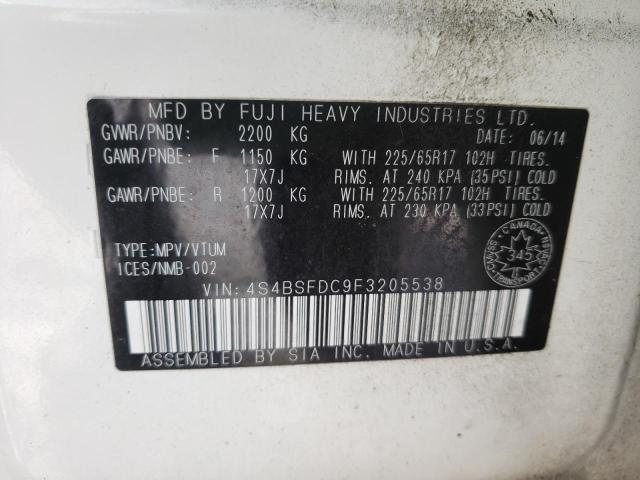 MFD BY FUJI HEAVY INDUSTRIES LTD.
GVWR/PNBV: 2200 KG DATE: 06/14
GAWR/PNBE: F 1150 KG WITH 225/65R17 102H TIRES.
17X7J RIMS. AT 240 KPA (35PSI) COLD
GAWR/PNBE: R 1200 KG WITH 225/65R17 102H TIRES.
17X7J RIMS. AT 230 KPA (33PSI) COLD
TYPE: MPV/VTUM
ICES/NMB-002
CANADA
345
TRANSPORT
VIN: 4S4BSFDC9F3205538
ASSEMBLED BY SIA INC. MADE IN U.S.A.